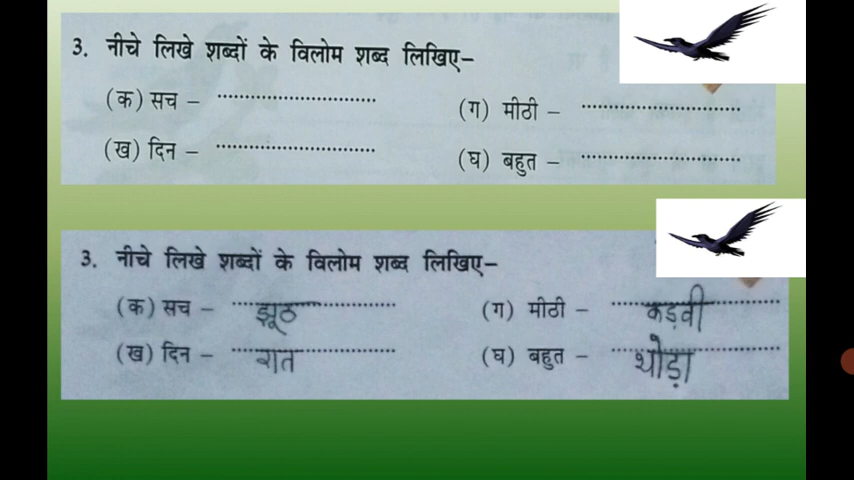 3. नीचे लिखे शब्दों के विलोम शब्द लिखिए–
(क) सच – .............................. (ग) मीठी – ..............................
(ख) दिन – .............................. (घ) बहुत – ..............................
3. नीचे लिखे शब्दों के विलोम शब्द लिखिए–
(क) सच – झूठ (ग) मीठी – कड़वी
(ख) दिन – रात (घ) बहुत – थोड़ा